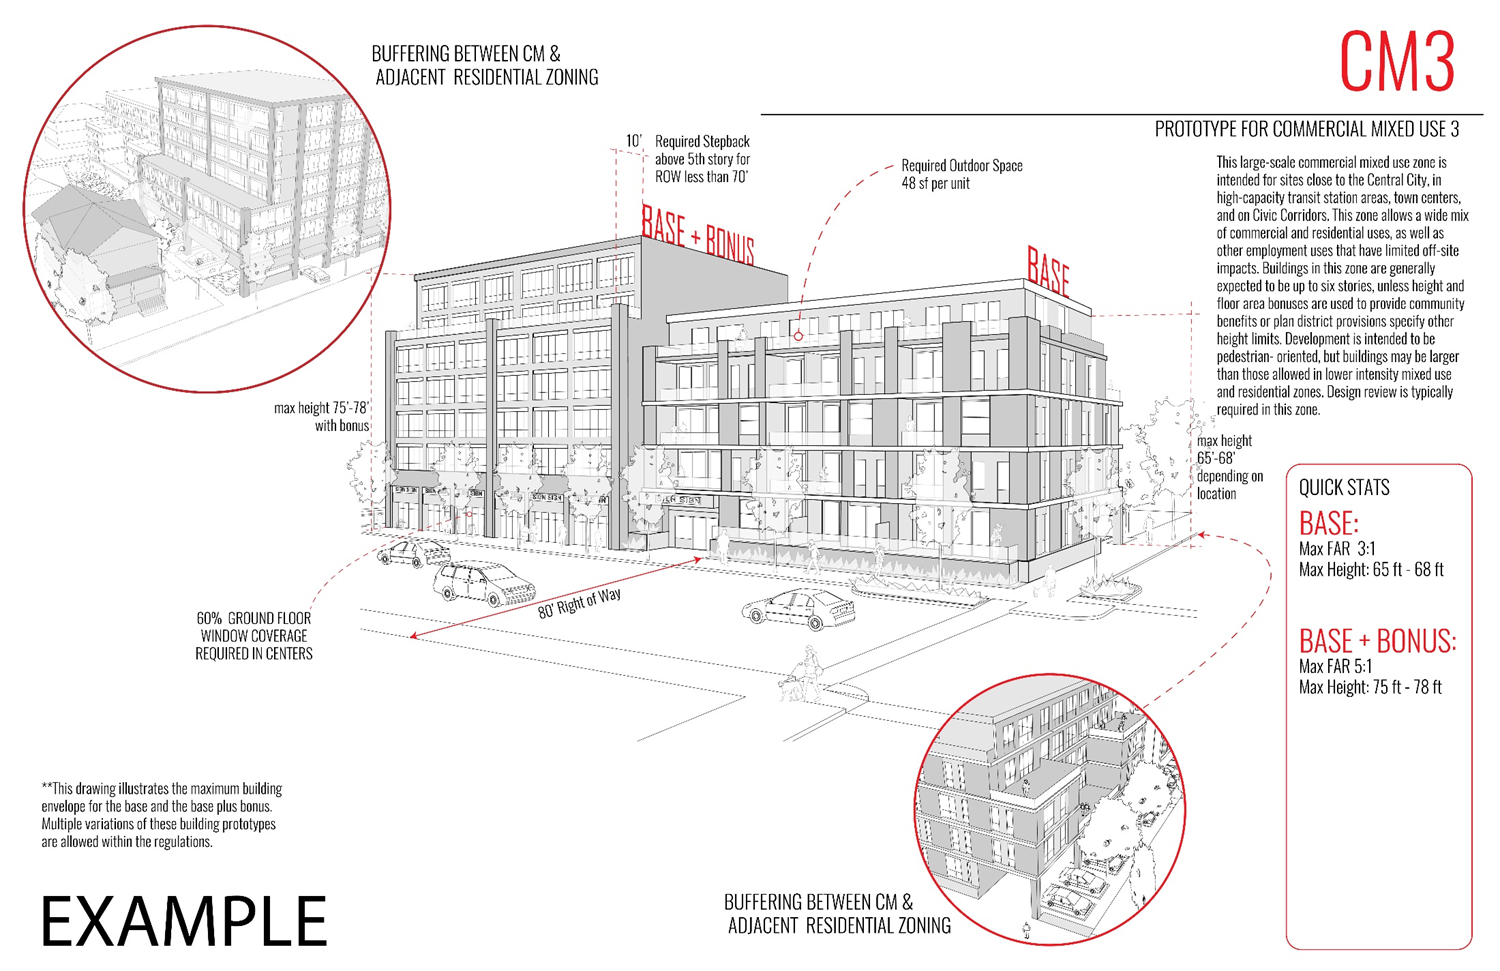 BUFFERING BETWEEN CM &
ADJACENT RESIDENTIAL ZONING
CM3
PROTOTYPE FOR COMMERCIAL MIXED USE 3
This large-scale commercial mixed use zone is
intended for sites close to the Central City, in
high-capacity transit station areas, town centers,
and on Civic Corridors. This zone allows a wide mix
of commercial and residential uses, as well as
other employment uses that have limited off-site
impacts. Buildings in this zone are generally
expected to be up to six stories, unless height and
floor area bonuses are used to provide community
benefits or plan district provisions specify other
height limits. Development is intended to be
pedestrian- oriented, but buildings may be larger
than those allowed in lower intensity mixed use
and residential zones. Design review is typically
required in this zone.
10'
Required Stepback
above 5th story for
ROW less than 70'
Required Outdoor Space
48 sf per unit
BASE + BONUS
BASE
max height 75'-78'
with bonus
max height
65'-68'
depending on
location
SIGN
60% GROUND FLOOR
WINDOW COVERAGE
REQUIRED IN CENTERS
80' Right of Way
QUICK STATS
BASE:
Max FAR 3:1
Max Height: 65 ft - 68 ft
BASE + BONUS:
Max FAR 5:1
Max Height: 75 ft - 78 ft
**This drawing illustrates the maximum building
envelope for the base and the base plus bonus.
Multiple variations of these building prototypes
are allowed within the regulations.
EXAMPLE
BUFFERING BETWEEN CM &
ADJACENT RESIDENTIAL ZONING